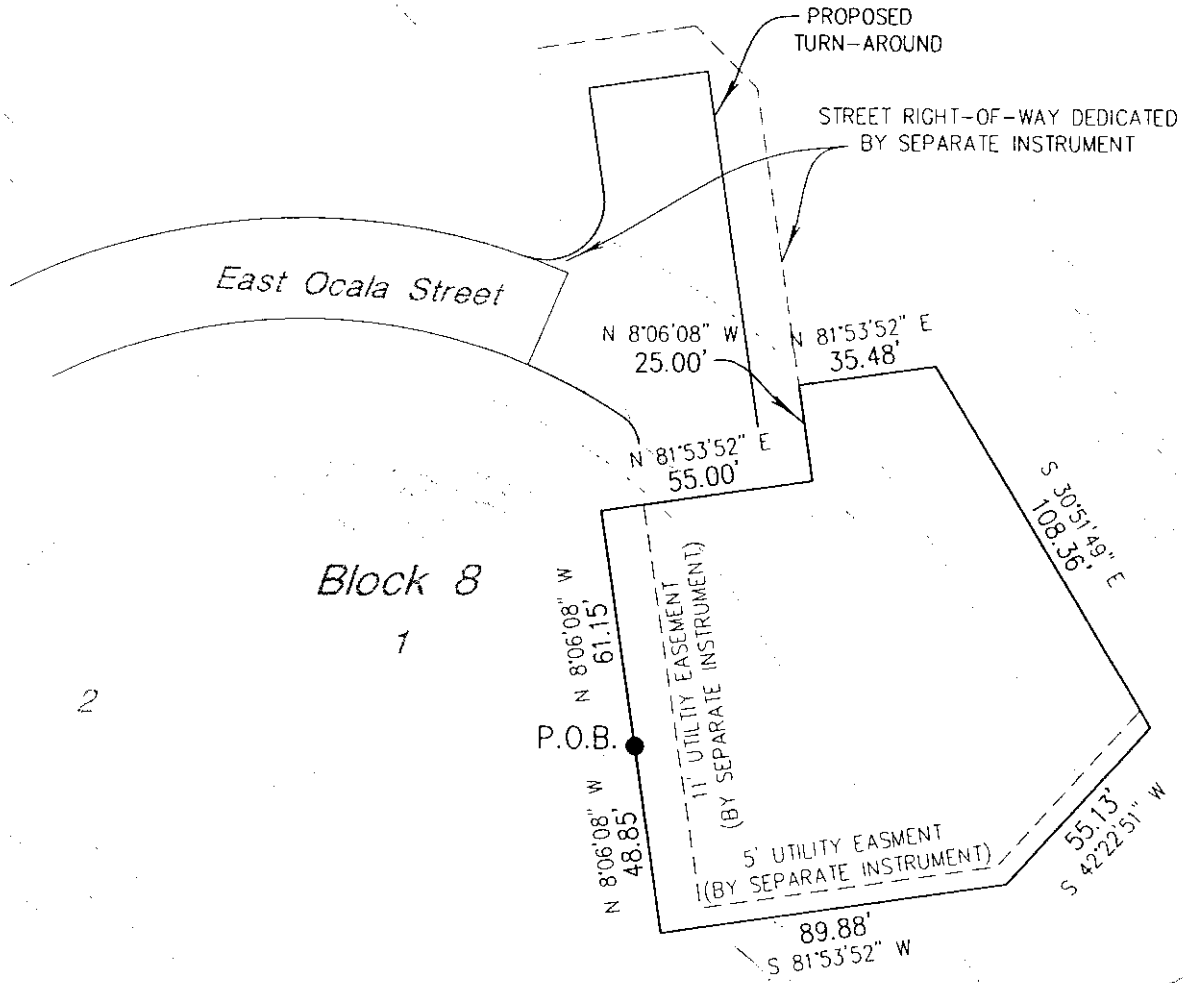 PROPOSED
TURN-AROUND
STREET RIGHT-OF-WAY DEDICATED
BY SEPARATE INSTRUMENT
East Ocala Street
N 8°06'08" W
25.00'
N 81°53'52" E
35.48'
N 81°53'52" E
55.00'
S 30°51'49" E
108.36'
Block 8
1
2
N 8°06'08" W
61.15'
11' UTILTIY EASEMENT
(BY SEPARATE INSTRUMENT)
P.O.B.
N 8°06'08" W
48.85'
5' UTILITY EASMENT
(BY SEPARATE INSTRUMENT)
55.13'
S 42°22'51" W
89.88'
S 81°53'52" W